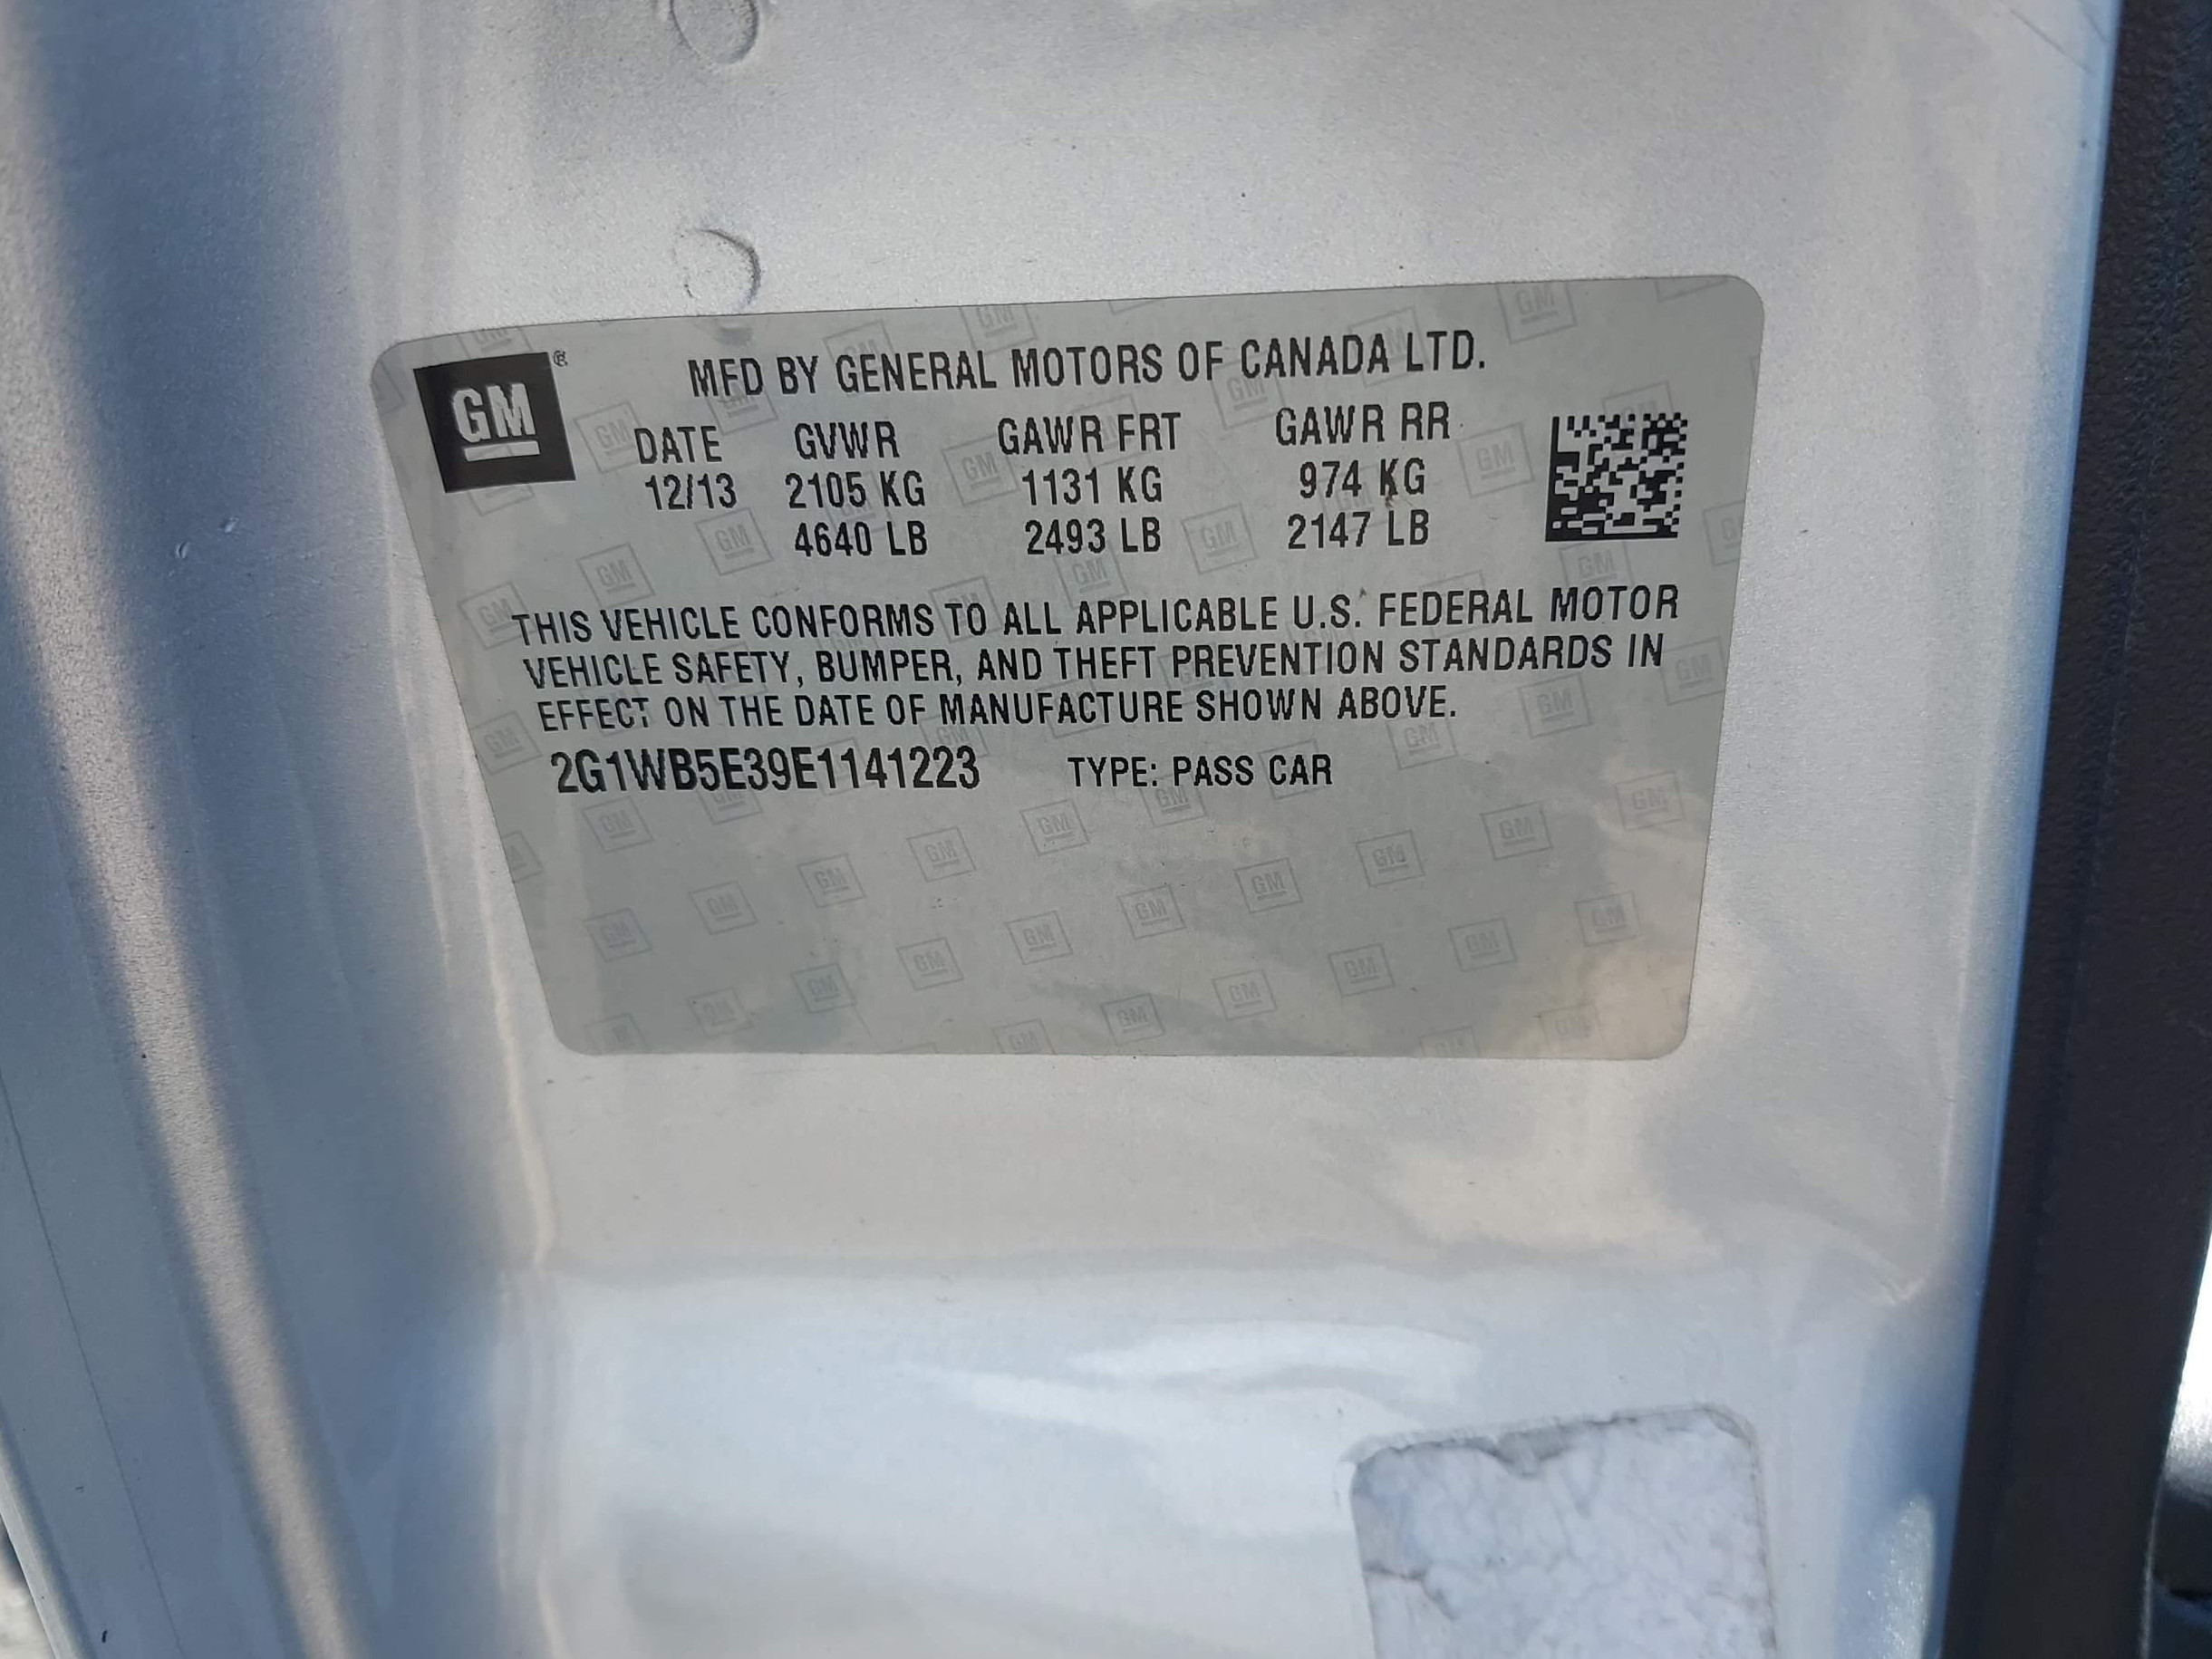 GM®
MFD BY GENERAL MOTORS OF CANADA LTD.
DATE GVWR GAWR FRT GAWR RR
12/13 2105 KG 1131 KG 974 KG
4640 LB 2493 LB 2147 LB
THIS VEHICLE CONFORMS TO ALL APPLICABLE U.S. FEDERAL MOTOR
VEHICLE SAFETY, BUMPER, AND THEFT PREVENTION STANDARDS IN
EFFECT ON THE DATE OF MANUFACTURE SHOWN ABOVE.
2G1WB5E39E1141223 TYPE: PASS CAR